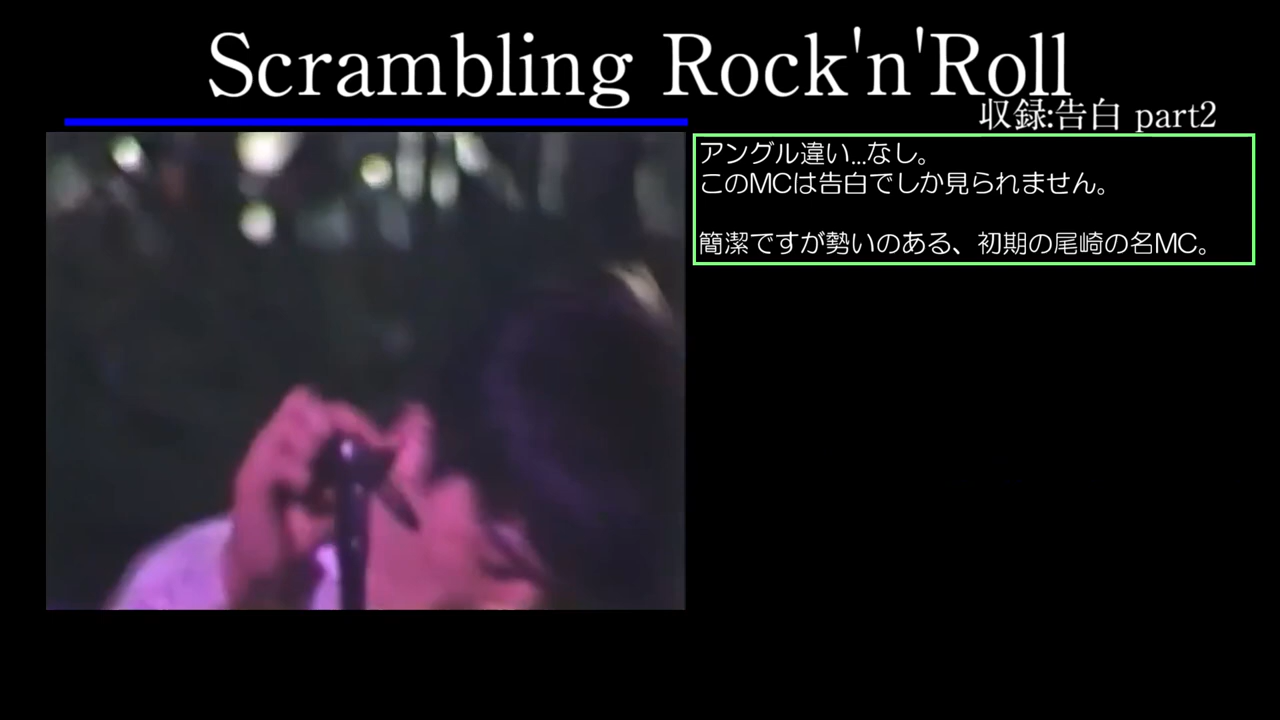 Scrambling Rock'n'Roll
収録:告白 part2
アングル違い...なし。
このMCは告白でしか見られません。
簡潔ですが勢いのある、初期の尾崎の名MC。